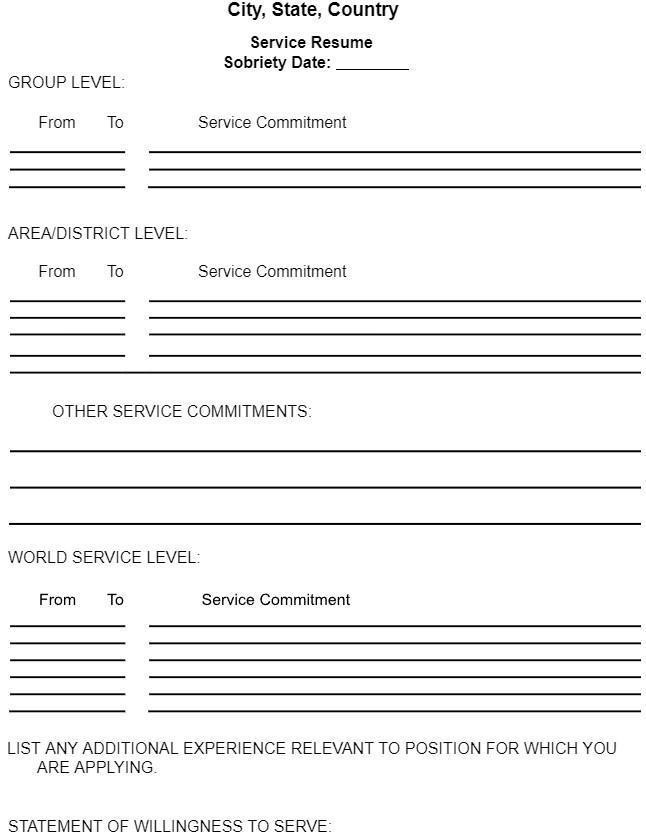 City, State, Country
Service Resume
Sobriety Date: ________
GROUP LEVEL:
From To Service Commitment
AREA/DISTRICT LEVEL:
From To Service Commitment
OTHER SERVICE COMMITMENTS:
WORLD SERVICE LEVEL:
From To Service Commitment
LIST ANY ADDITIONAL EXPERIENCE RELEVANT TO POSITION FOR WHICH YOU
ARE APPLYING.
STATEMENT OF WILLINGNESS TO SERVE: